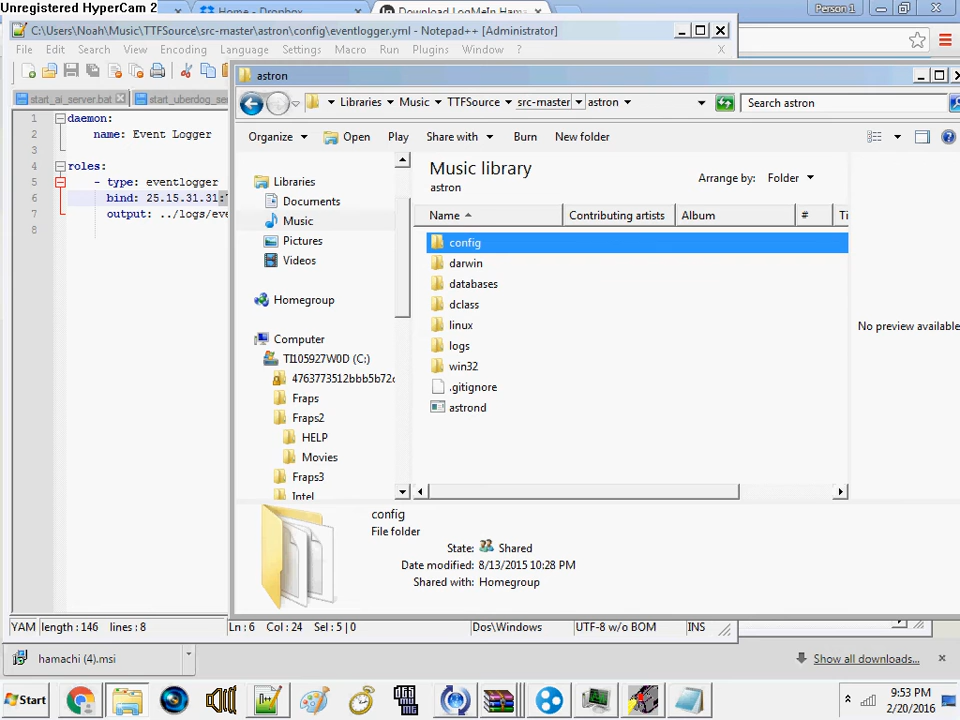 Unregistered HyperCam 2
Home - Dropbox
Download LogMeIn Ham
Person 1
C:\Users\Noah\Music\TTFSource\src-master\astron\config\eventlogger.yml - Notepad++ [Administrator]
File Edit Search View Encoding Language Settings Macro Run Plugins Window ? X
astron
Libraries Music TTFSource src-master astron
Search astron
start_ai_server.bat start_uberdog_se
Organize Open Play Share with Burn New folder
1 daemon:
2 name: Event Logger
3
4 roles:
5 - type: eventlogger
6 bind: 25.15.31.31:
7 output: ../logs/eve
8
Libraries
Documents
Music
Pictures
Videos
Homegroup
Computer
TI105927W0D (C:)
4763773512bbb5b72c
Fraps
Fraps2
HELP
Movies
Fraps3
Intel
Music library
astron
Arrange by: Folder
Name Contributing artists Album # Ti
config
darwin
databases
dclass
linux
logs
win32
.gitignore
astrond
No preview available
config
File folder
State: Shared
Date modified: 8/13/2015 10:28 PM
Shared with: Homegroup
YAM length : 146 lines : 8 Ln : 6 Col : 24 Sel : 5 | 0 Dos\Windows UTF-8 w/o BOM INS
hamachi (4).msi
Show all downloads...
Start
9:53 PM
2/20/2016